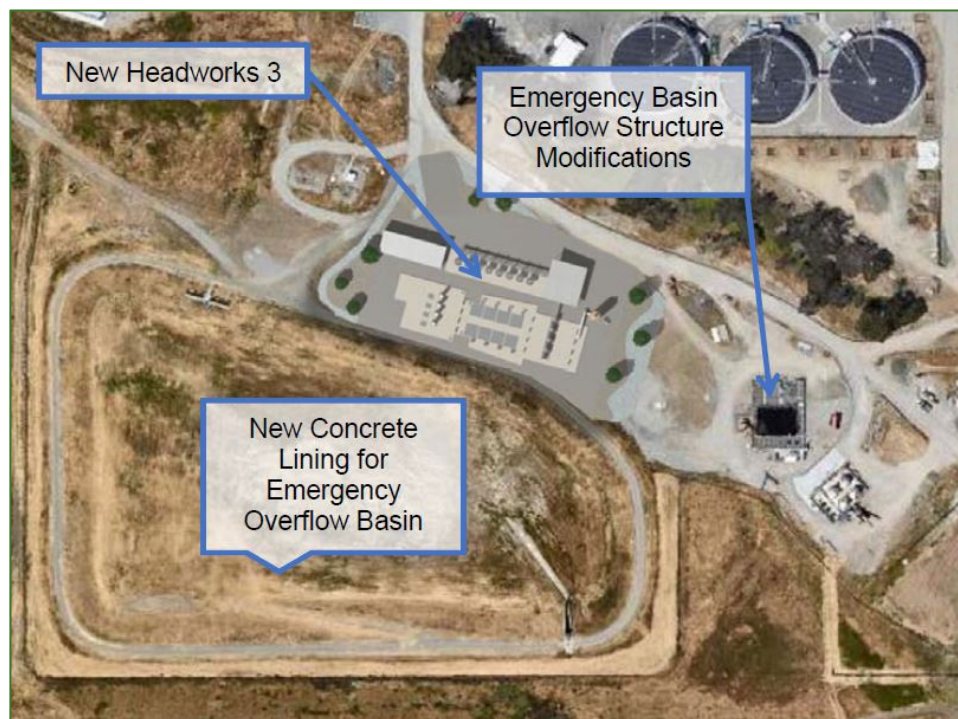 New Headworks 3
Emergency Basin
Overflow Structure
Modifications
New Concrete
Lining for
Emergency
Overflow Basin